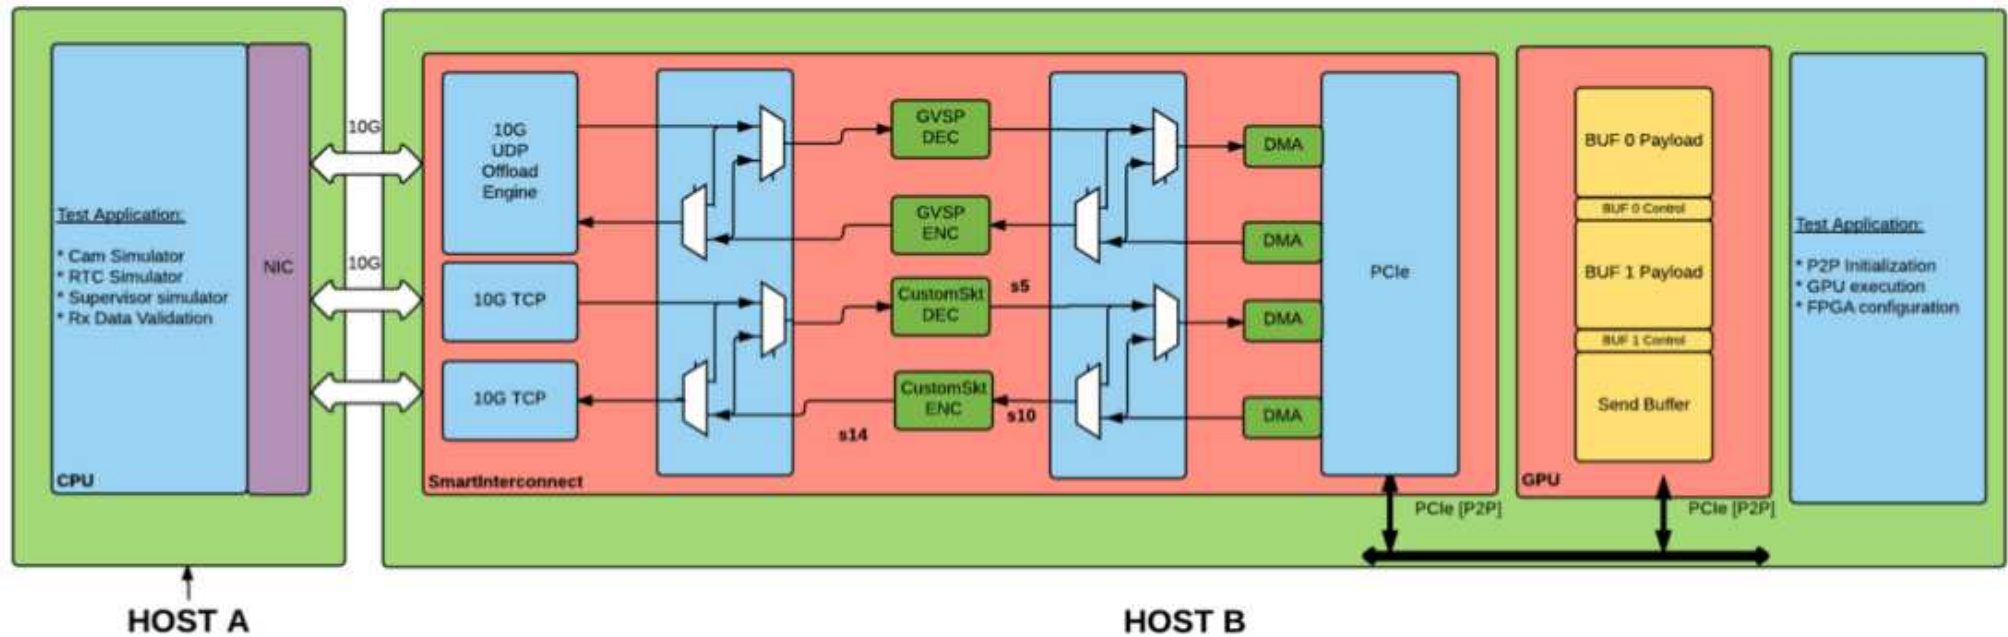 Test Application:
* Cam Simulator
* RTC Simulator
* Supervisor simulator
* Rx Data Validation
CPU
NIC
10G
10G
10G
UDP
Offload
Engine
10G TCP
10G TCP
GVSP
DEC
GVSP
ENC
CustomSkt
DEC
s5
CustomSkt
ENC
s10
s14
DMA
DMA
DMA
DMA
PCIe
SmartInterconnect
PCIe [P2P]
BUF 0 Payload
BUF 0 Control
BUF 1 Payload
BUF 1 Control
Send Buffer
GPU
PCIe [P2P]
Test Application:
* P2P Initialization
* GPU execution
* FPGA configuration
HOST A
HOST B